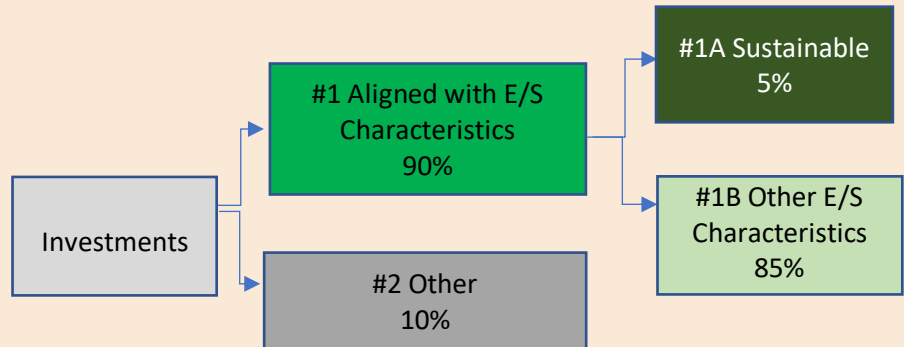 Investments
#1 Aligned with E/S
Characteristics
90%
#2 Other
10%
#1A Sustainable
5%
#1B Other E/S
Characteristics
85%